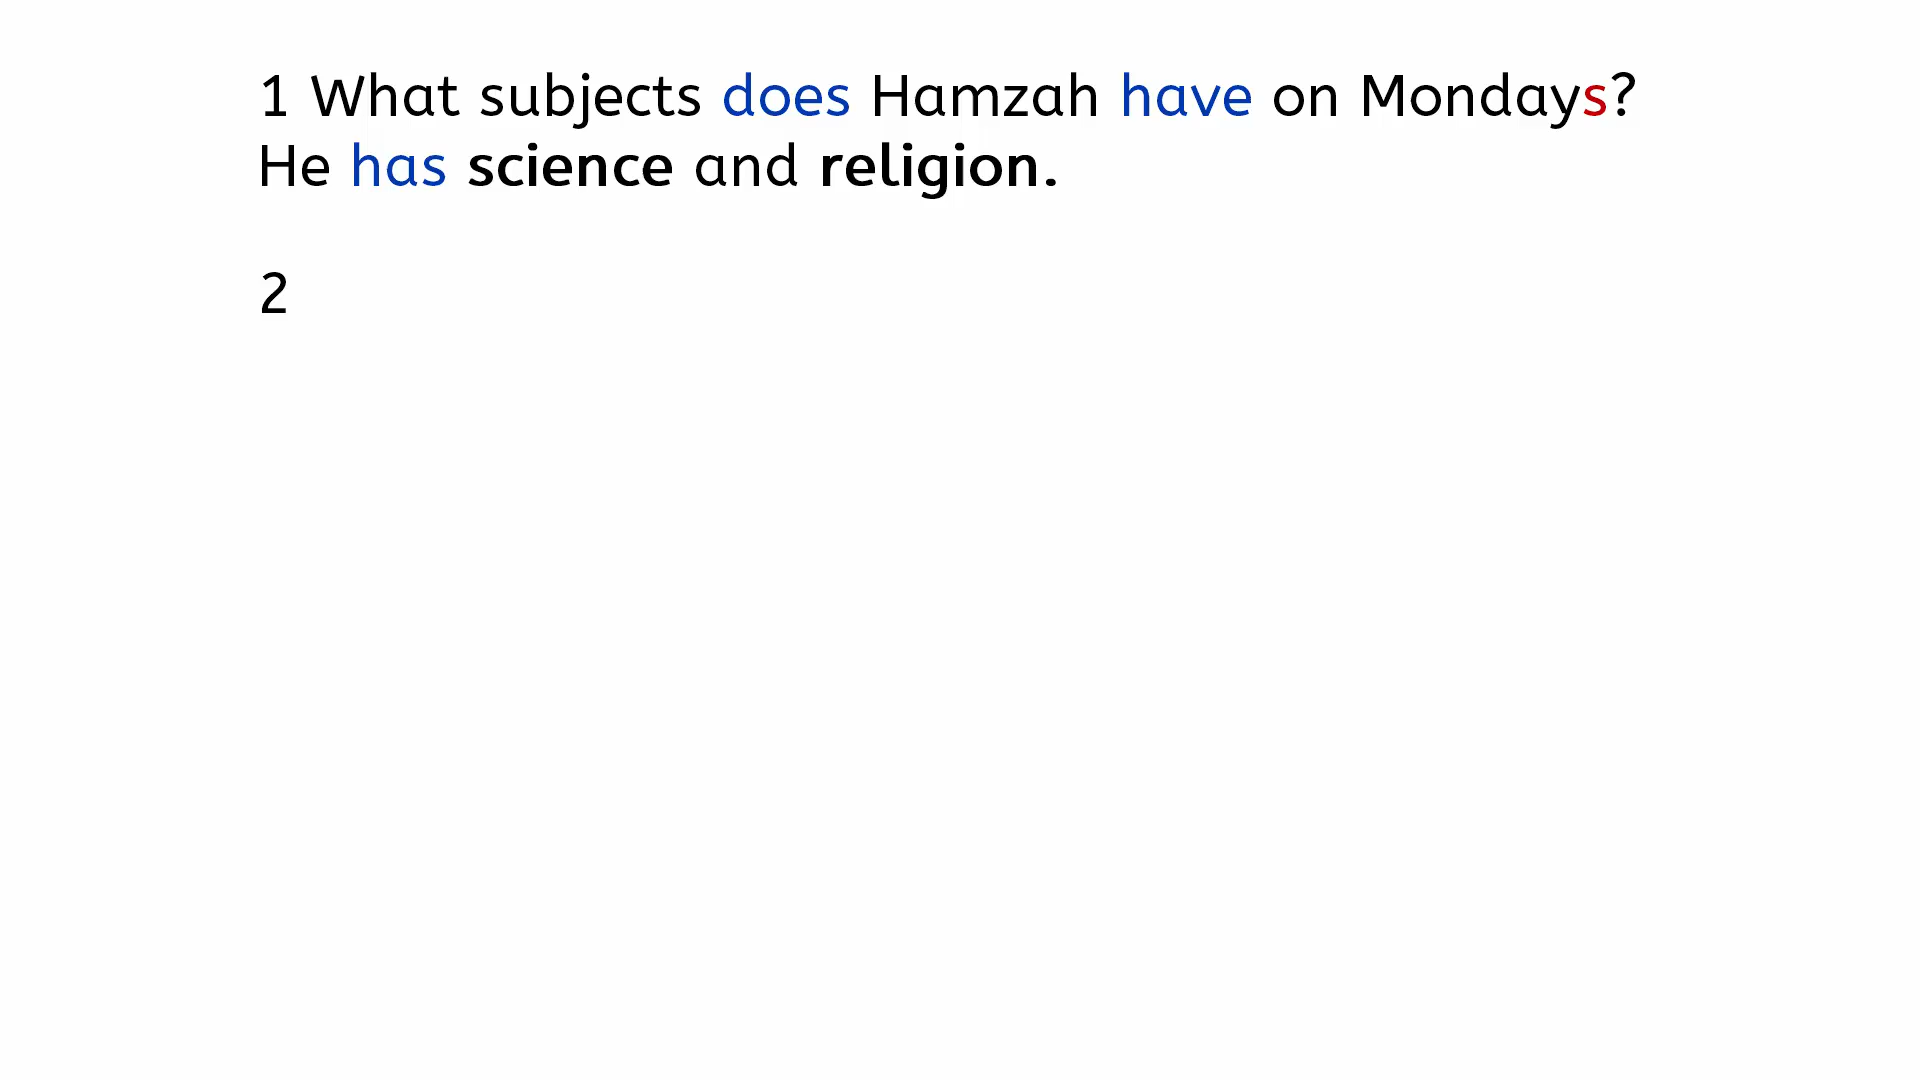 1 What subjects does Hamzah have on Mondays?
He has science and religion.
2